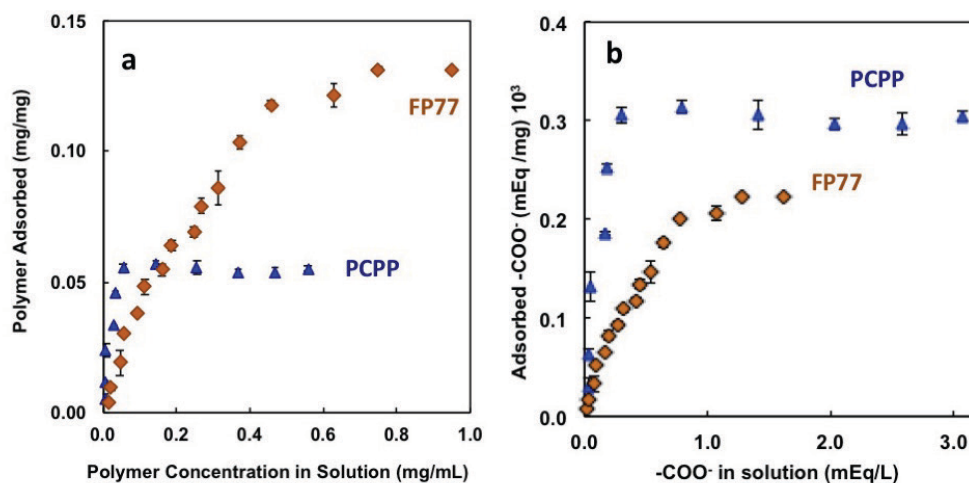 a
FP77
PCPP
0.15
0.10
0.05
0.00
0.0 0.2 0.4 0.6 0.8 1.0
Polymer Adsorbed (mg/mg)
Polymer Concentration in Solution (mg/mL)
b
PCPP
FP77
0.4
0.3
0.2
0.1
0.0
0.0 1.0 2.0 3.0
Adsorbed -COO⁻ (mEq /mg) 10³
-COO⁻ in solution (mEq/L)